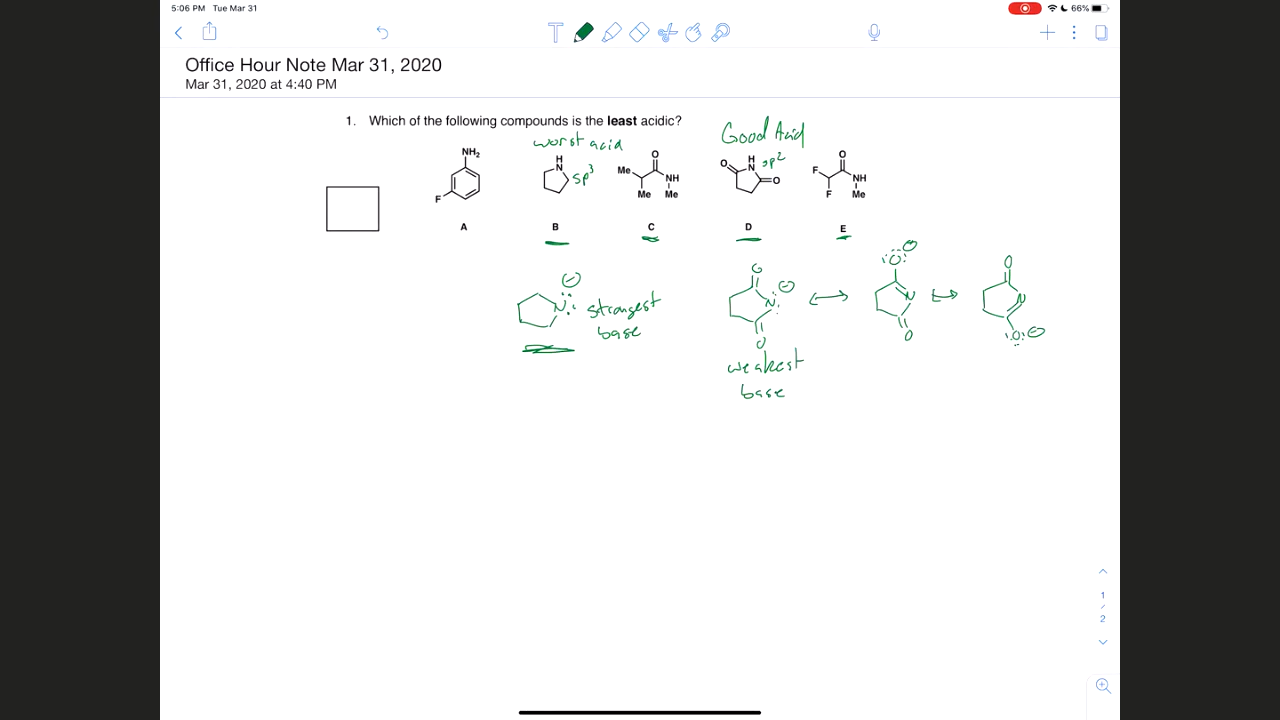 5:06 PM Tue Mar 31
66%
T
Office Hour Note Mar 31, 2020
Mar 31, 2020 at 4:40 PM
1. Which of the following compounds is the least acidic?
worst acid
Good Acid
NH2
F
A
H
N
sp3
B
O
Me
NH
Me Me
C
O
H
N
sp2
O
D
O
F
NH
F Me
E
N
⊖
strongest
base
O
N
⊖
O
weakest
base
O
⊖
N
O
O
N
O
⊖
1
/
2